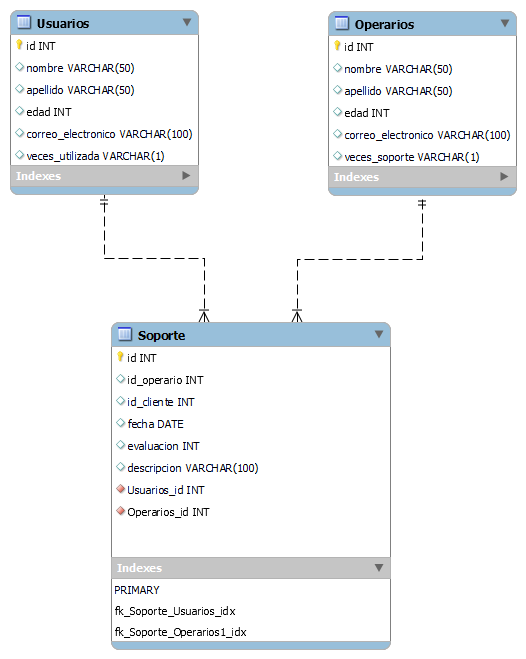 Usuarios
id INT
nombre VARCHAR(50)
apellido VARCHAR(50)
edad INT
correo_electronico VARCHAR(100)
veces_utilizada VARCHAR(1)
Indexes
Operarios
id INT
nombre VARCHAR(50)
apellido VARCHAR(50)
edad INT
correo_electronico VARCHAR(100)
veces_soporte VARCHAR(1)
Indexes
Soporte
id INT
id_operario INT
id_cliente INT
fecha DATE
evaluacion INT
descripcion VARCHAR(100)
Usuarios_id INT
Operarios_id INT
Indexes
PRIMARY
fk_Soporte_Usuarios_idx
fk_Soporte_Operarios1_idx